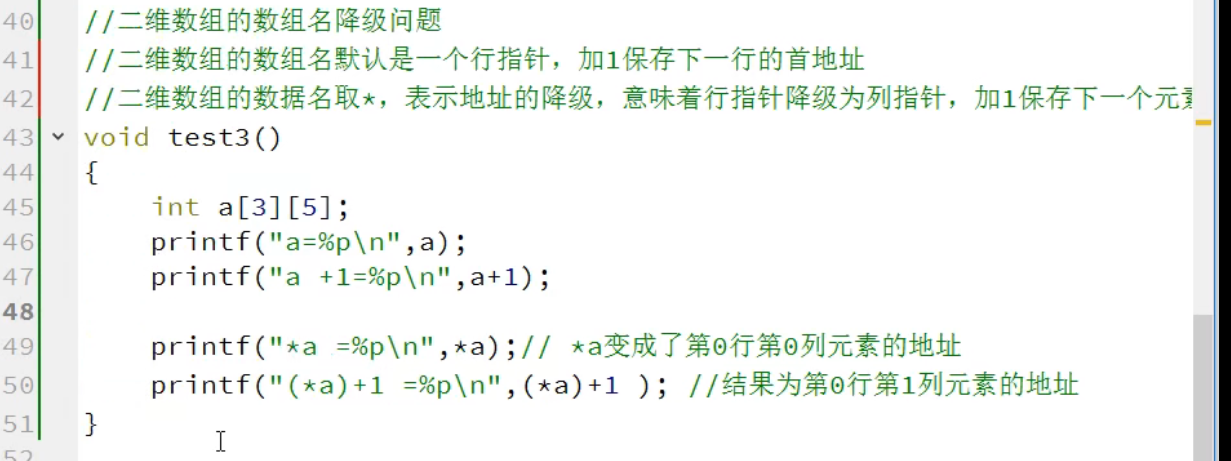 40 //二维数组的数组名降级问题
41 //二维数组的数组名默认是一个行指针，加1保存下一行的首地址
42 //二维数组的数据名取*，表示地址的降级，意味着行指针降级为列指针，加1保存下一个元
43 void test3()
44 {
45 int a[3][5];
46 printf("a=%p\n",a);
47 printf("a +1=%p\n",a+1);
48
49 printf("*a =%p\n",*a);// *a变成了第0行第0列元素的地址
50 printf("(*a)+1 =%p\n",(*a)+1 ); //结果为第0行第1列元素的地址
51 }
52